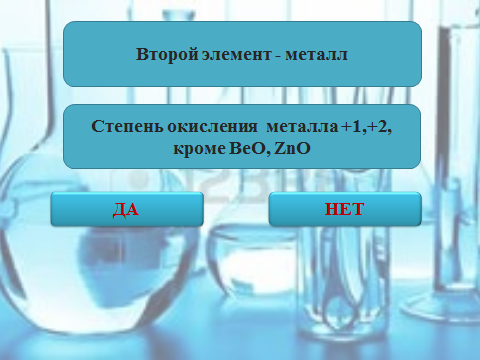 Второй элемент - металл
Степень окисления металла +1,+2,
кроме BeO, ZnO
ДА
НЕТ